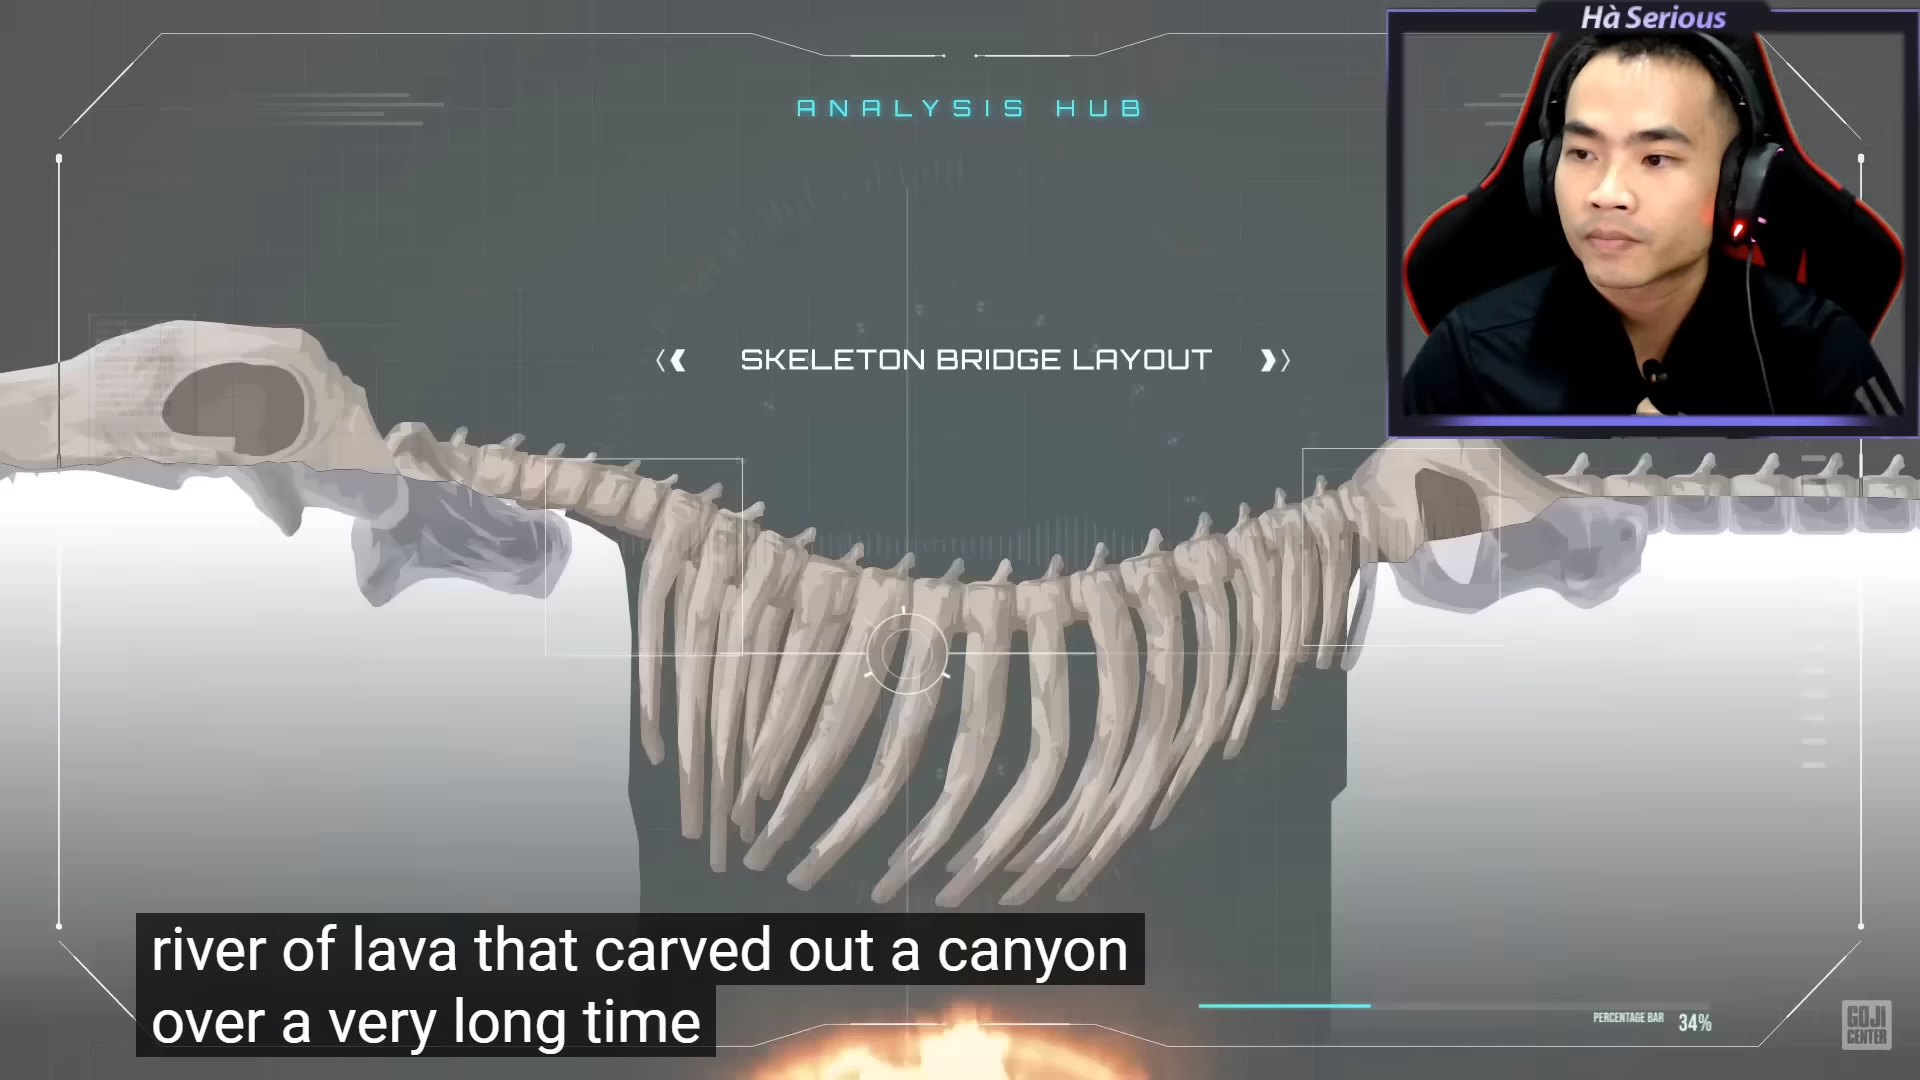 Hà Serious
ANALYSIS HUB
SKELETON BRIDGE LAYOUT
river of lava that carved out a canyon
over a very long time
PERCENTAGE BAR 34%
GOJI
CENTER